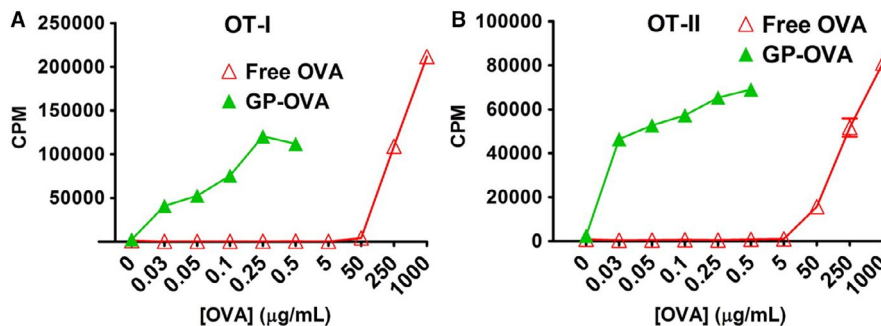 A
OT-I
250000
200000
150000
100000
50000
CPM
Free OVA
GP-OVA
0
0.03
0.05
0.1
0.25
0.5
5
50
250
1000
[OVA] (μg/mL)
B
OT-II
100000
80000
60000
40000
20000
0
CPM
Free OVA
GP-OVA
0
0.03
0.05
0.1
0.25
0.5
5
50
250
1000
[OVA] (μg/mL)